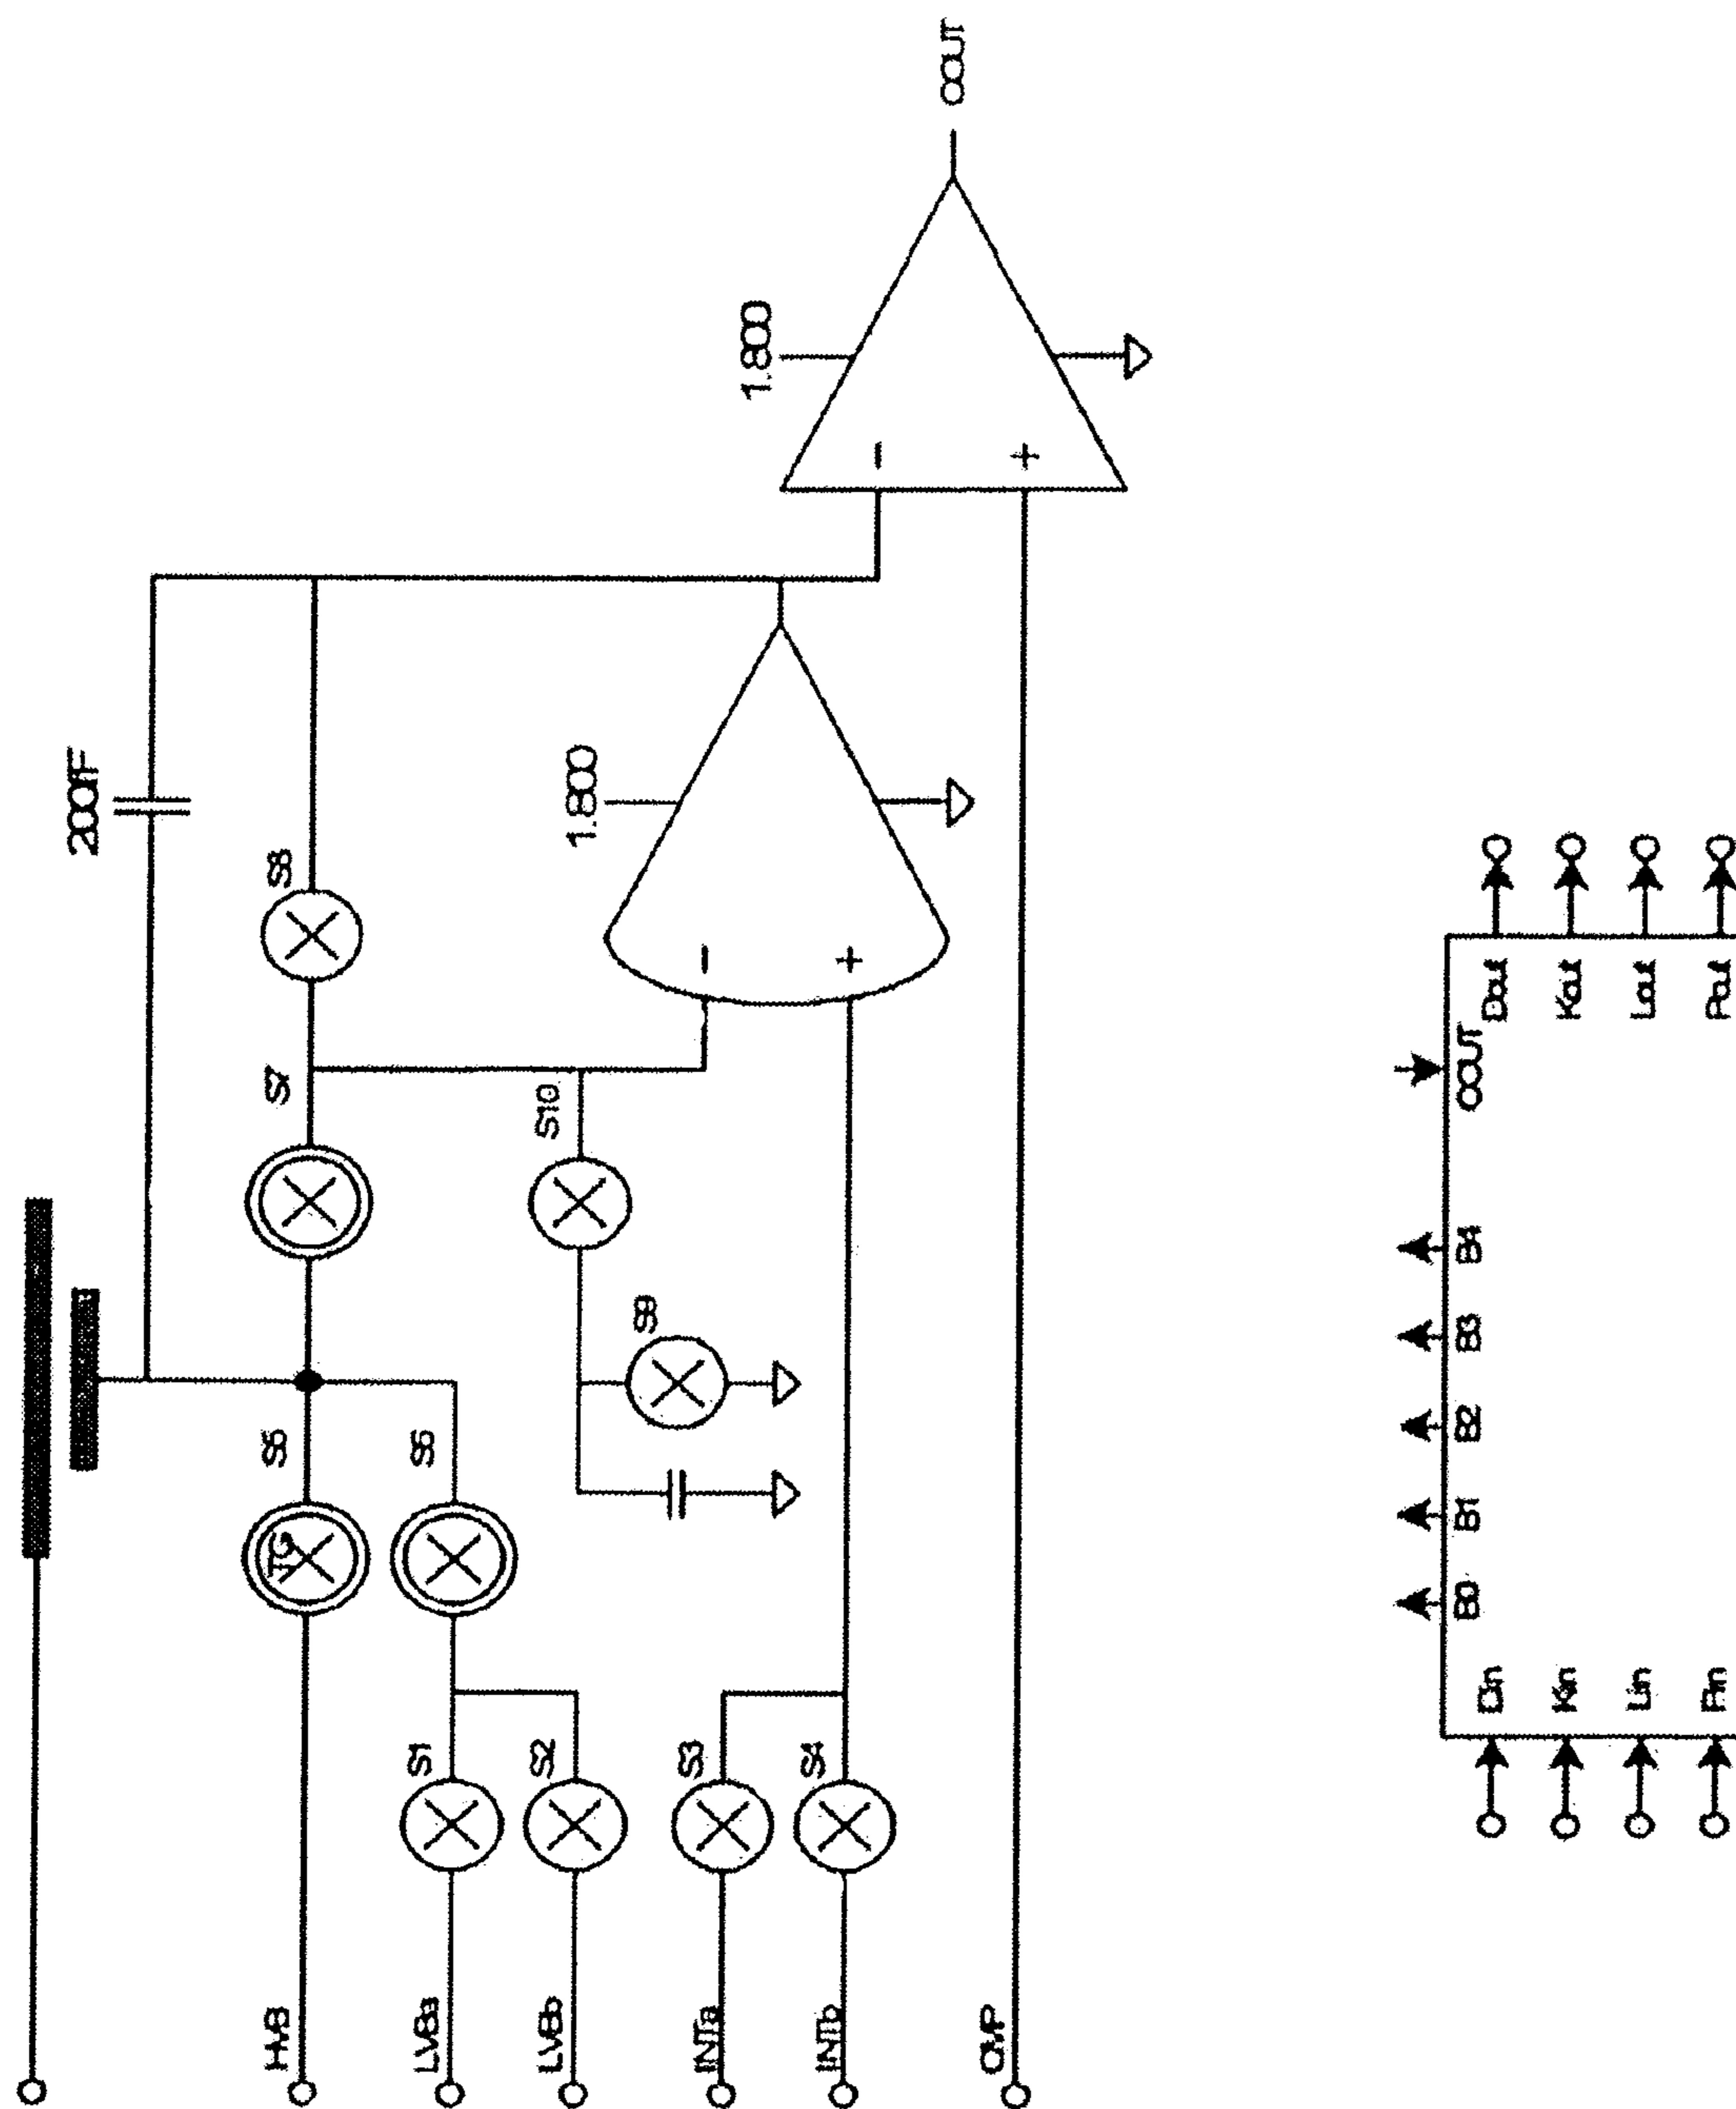 COUT
1.800
200fF
1.800
S8
S7
S10
S9
S5
S1
S2
S3
S4
TG
HVB
LVBa
LVBb
INTa
INTb
CMP
-
+
-
+
COUT
B4
B3
B2
B1
B0
Dout
Kout
Lout
Pout
Din
Kin
Lin
Pin